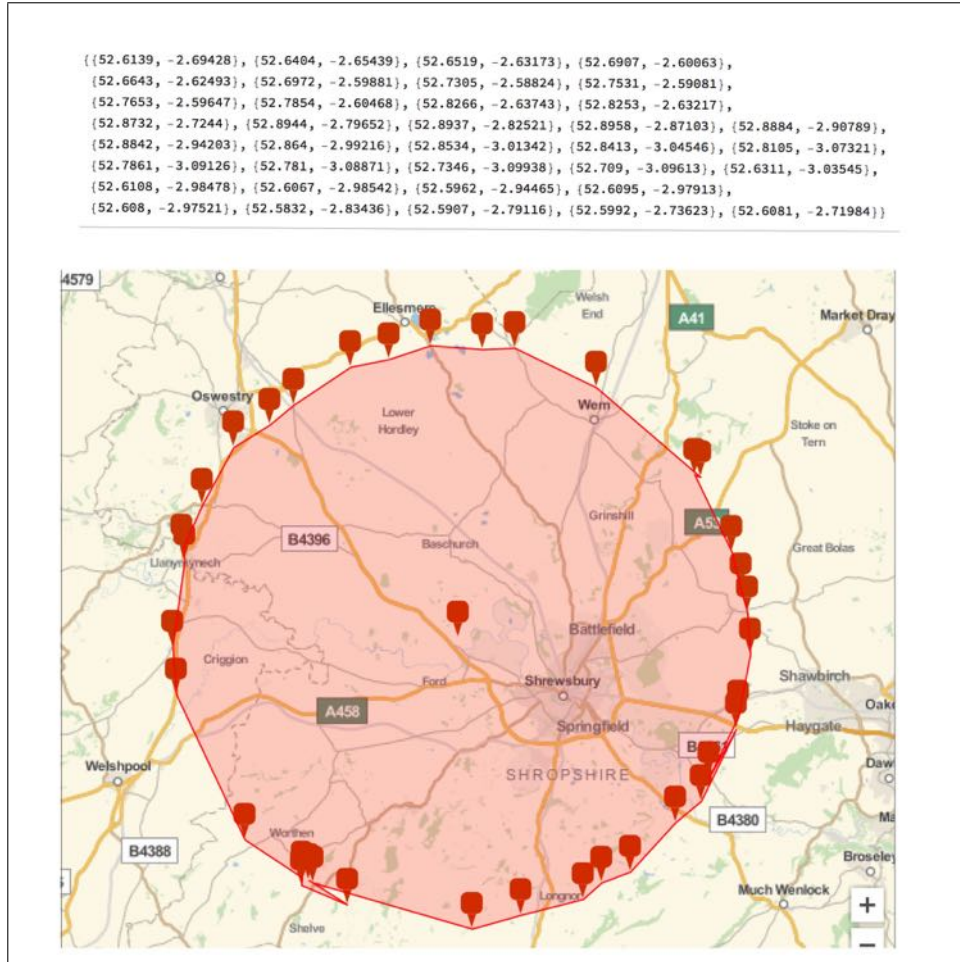 {{52.6139, -2.69428}, {52.6404, -2.65439}, {52.6519, -2.63173}, {52.6907, -2.60063},
{52.6643, -2.62493}, {52.6972, -2.59881}, {52.7305, -2.58824}, {52.7531, -2.59081},
{52.7653, -2.59647}, {52.7854, -2.60468}, {52.8266, -2.63743}, {52.8253, -2.63217},
{52.8732, -2.7244}, {52.8944, -2.79652}, {52.8937, -2.82521}, {52.8958, -2.87103}, {52.8884, -2.90789},
{52.8842, -2.94203}, {52.864, -2.99216}, {52.8534, -3.01342}, {52.8413, -3.04546}, {52.8105, -3.07321},
{52.7861, -3.09126}, {52.781, -3.08871}, {52.7346, -3.09938}, {52.709, -3.09613}, {52.6311, -3.03545},
{52.6108, -2.98478}, {52.6067, -2.98542}, {52.5962, -2.94465}, {52.6095, -2.97913},
{52.608, -2.97521}, {52.5832, -2.83436}, {52.5907, -2.79116}, {52.5992, -2.73623}, {52.6081, -2.71984}}
4579
Welsh
End
Ellesmere
A41
Market Dray
Oswestry
Lower
Hordley
Wem
Stoke on
Tern
Grinshill
A53
B4396
Baschurch
Great Bolas
Llanymynech
Battlefield
Criggion
Ford
Shrewsbury
Shawbirch
A458
Oak
Springfield
Haygate
Welshpool
SHROPSHIRE
Daw
B4380
Worthen
B4388
Broseley
Longnor
Much Wenlock
Shelve
+
−